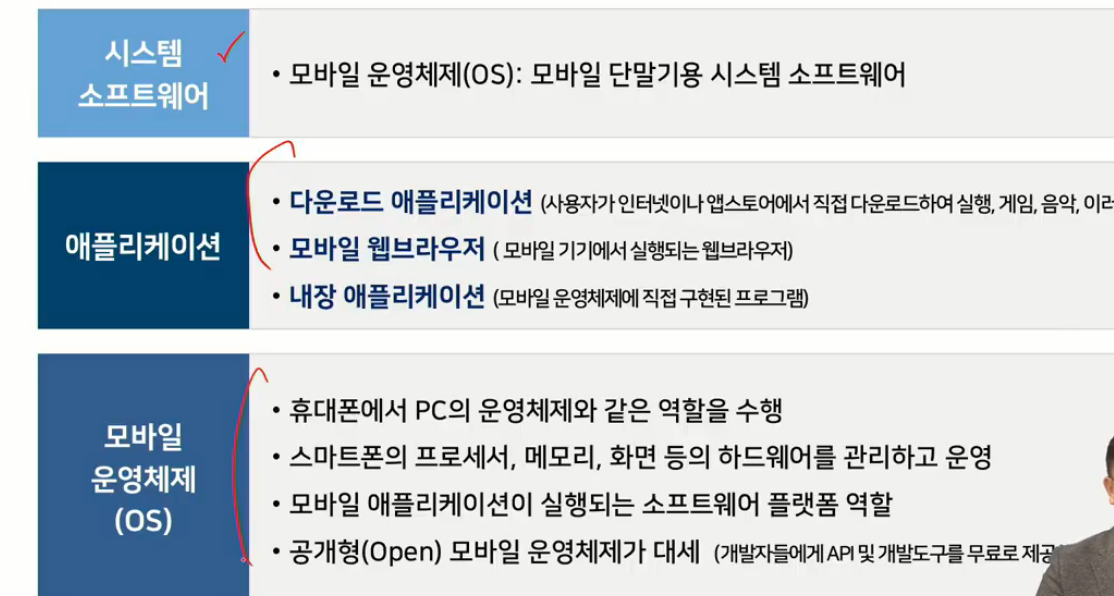 시스템
소프트웨어
• 모바일 운영체제(OS): 모바일 단말기용 시스템 소프트웨어
애플리케이션
• 다운로드 애플리케이션 (사용자가 인터넷이나 앱스토어에서 직접 다운로드하여 실행, 게임, 음악,
• 모바일 웹브라우저 ( 모바일 기기에서 실행되는 웹브라우저)
• 내장 애플리케이션 (모바일 운영체제에 직접 구현된 프로그램)
모바일
운영체제
(OS)
• 휴대폰에서 PC의 운영체제와 같은 역할을 수행
• 스마트폰의 프로세서, 메모리, 화면 등의 하드웨어를 관리하고 운영
• 모바일 애플리케이션이 실행되는 소프트웨어 플랫폼 역할
• 공개형(Open) 모바일 운영체제가 대세 (개발자들에게 API 및 개발도구를 무료로 제공